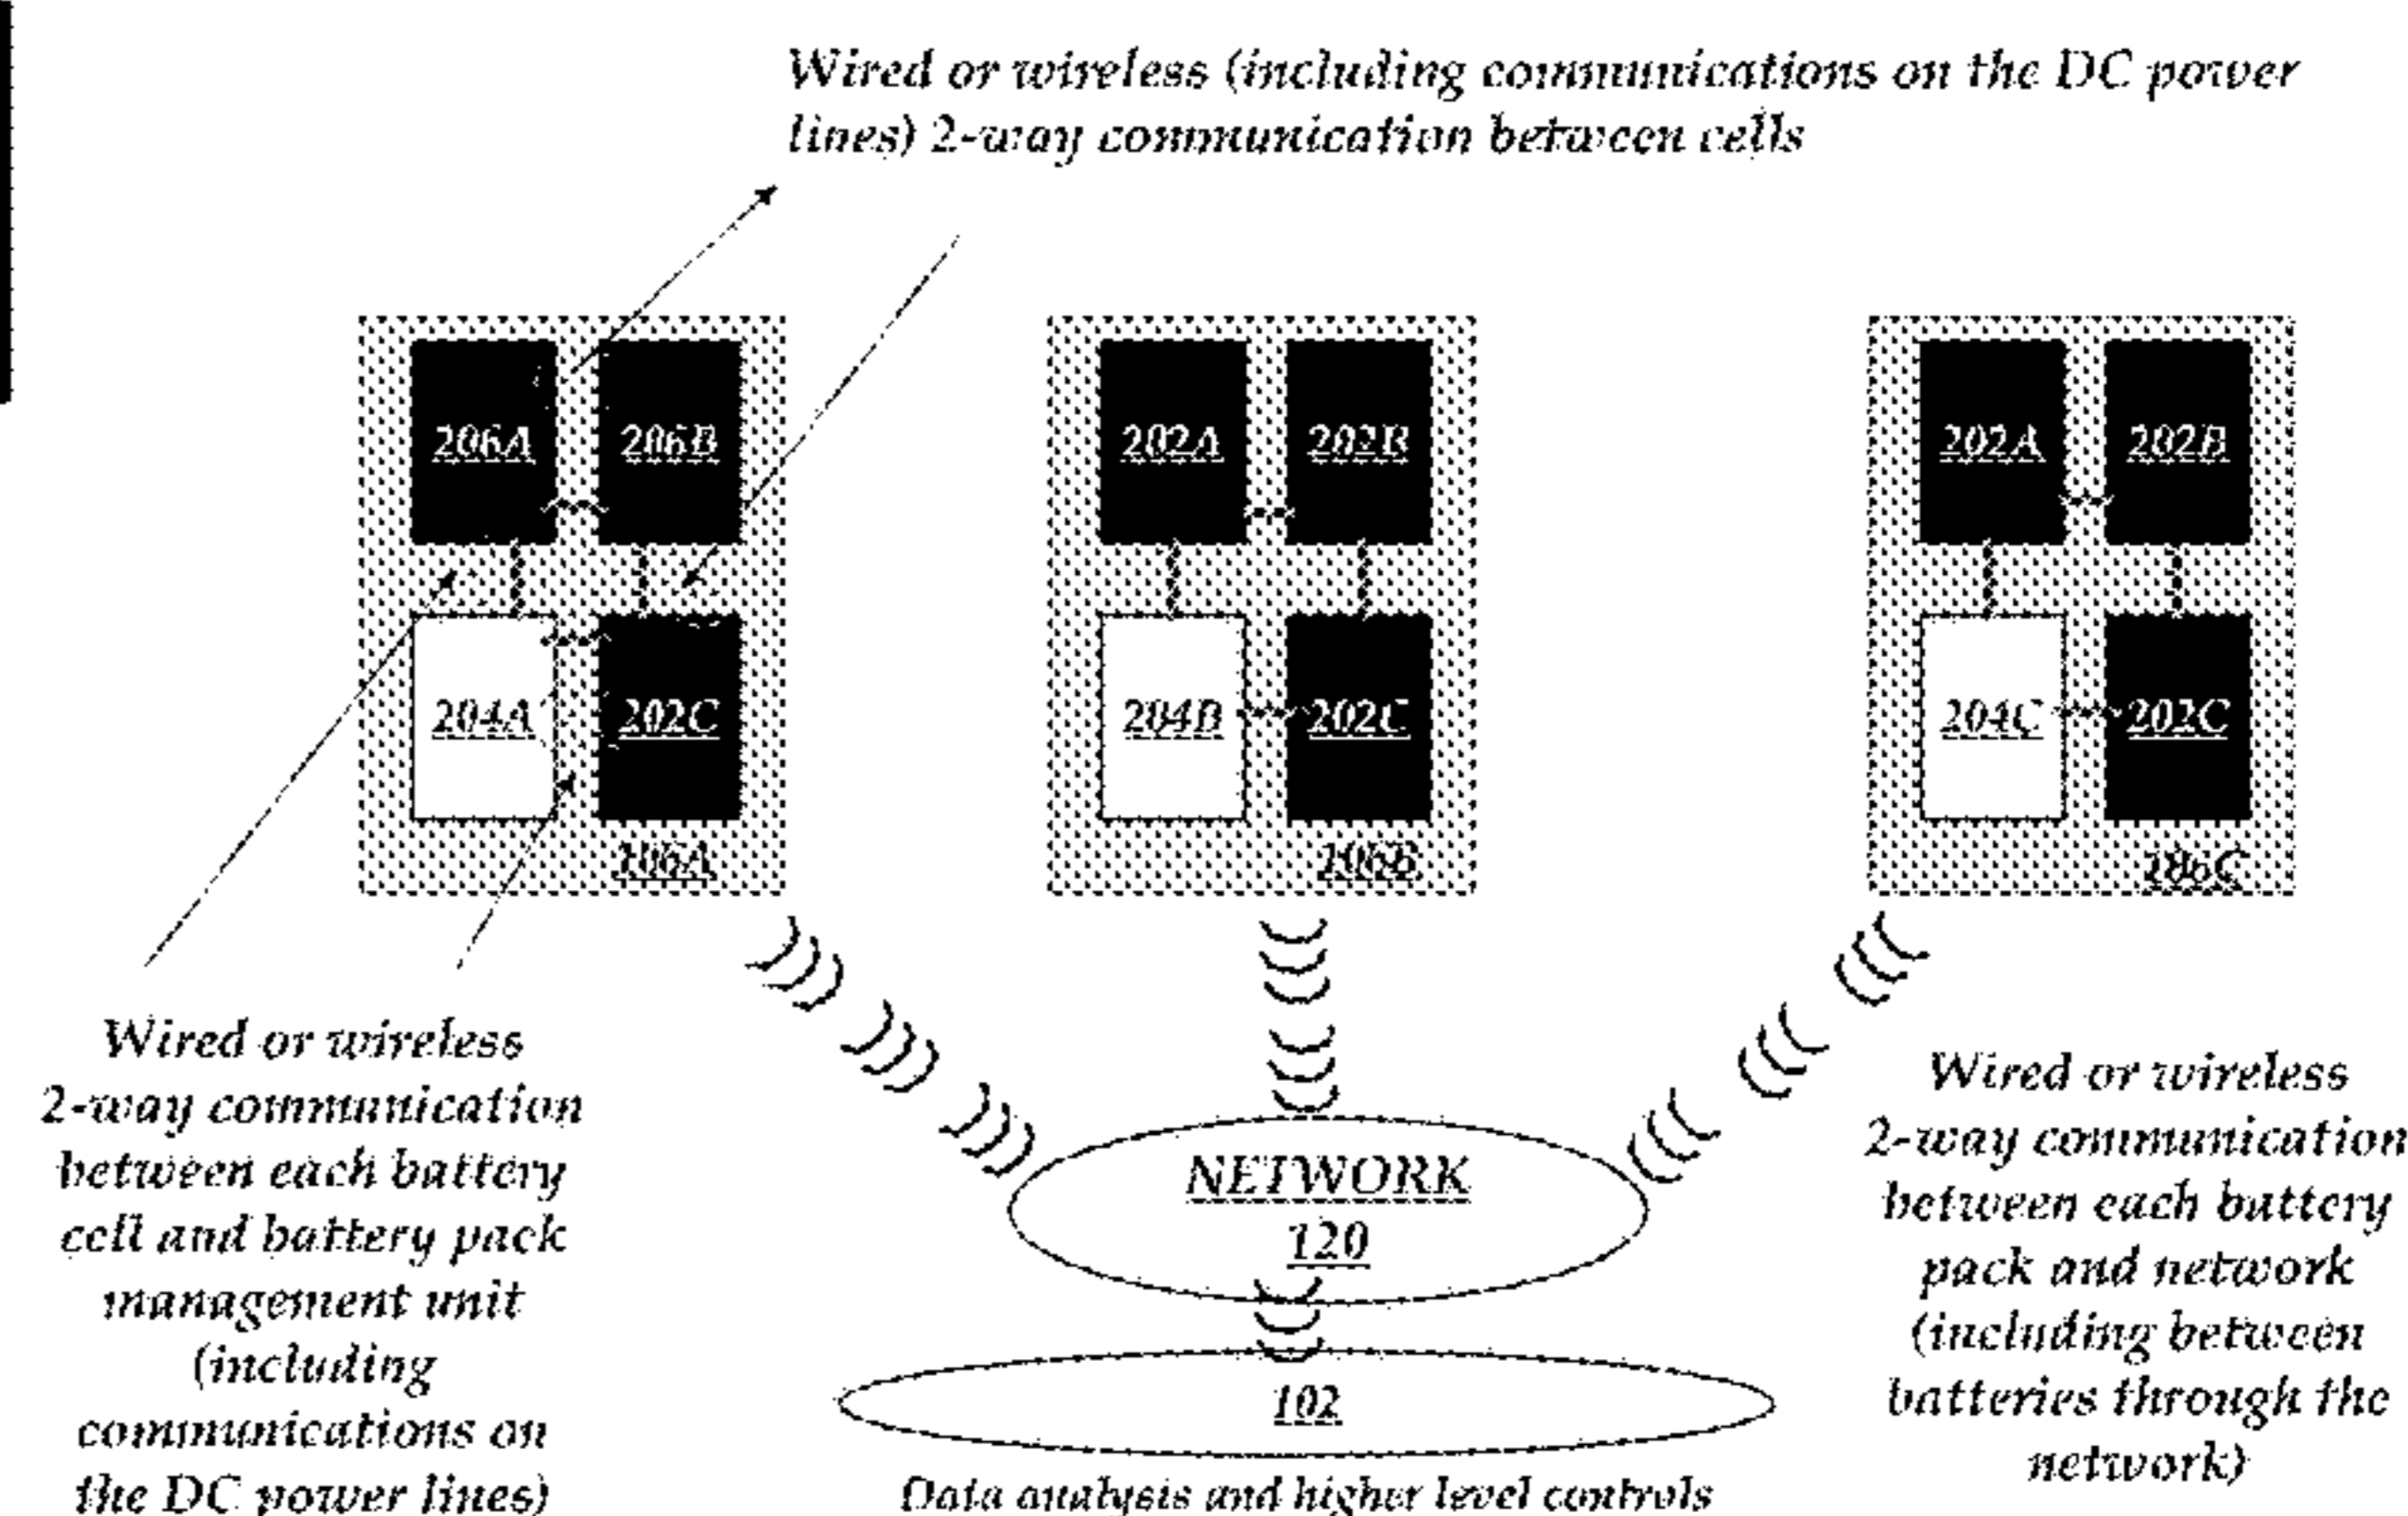 Wired or wireless (including communications on the DC power
lines) 2-way communication between cells
206A 206B 202A 202B 202A 202B
204A 202C 204B 202C 204C 202C
106A 106B 106C
Wired or wireless
2-way communication
between each battery
cell and battery pack
management unit
(including
communications on
the DC power lines)
NETWORK
120
102
Data analysis and higher level controls
Wired or wireless
2-way communication
between each battery
pack and network
(including between
batteries through the
network)